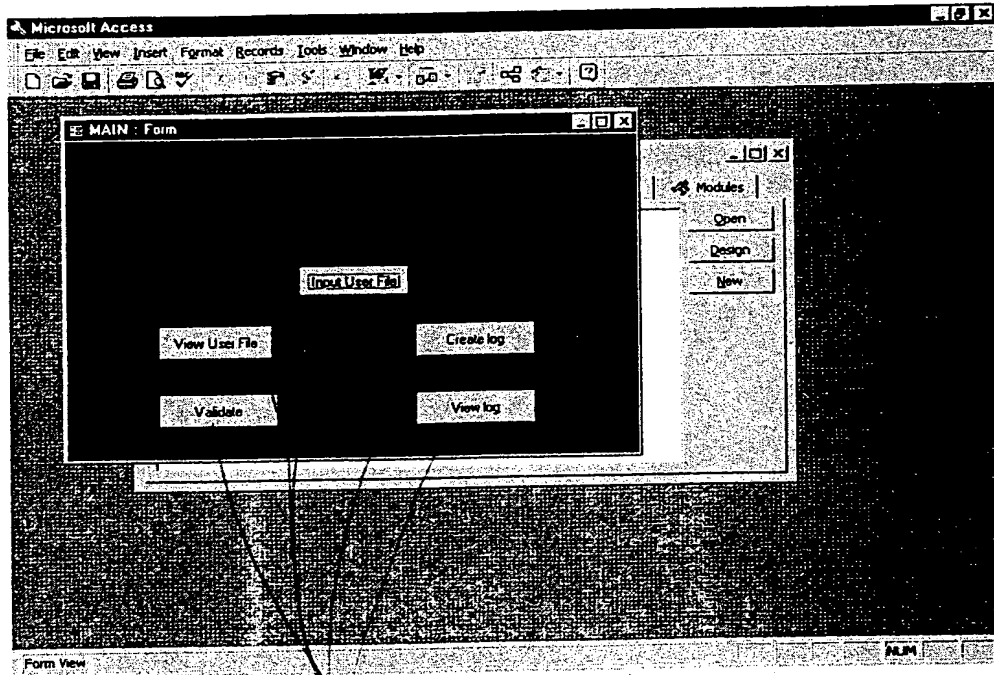 Microsoft Access
File Edit View Insert Format Records Tools Window Help
MAIN : Form
Modules
Open
Design
New
Input User File
View User File
Create log
Validate
View log
Form View
NUM